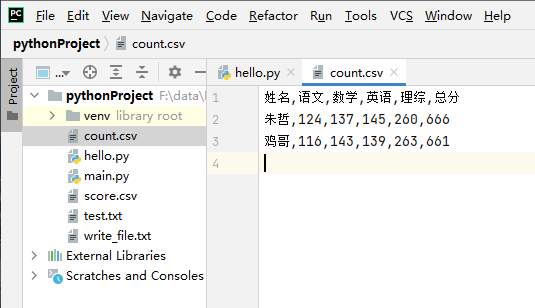 PC File Edit View Navigate Code Refactor Run Tools VCS Window Help
pythonProject count.csv
Project
... hello.py count.csv
pythonProject F:\data\
venv library root
count.csv
hello.py
main.py
score.csv
test.txt
write_file.txt
External Libraries
Scratches and Consoles
1 姓名,语文,数学,英语,理综,总分
2 朱哲,124,137,145,260,666
3 鸡哥,116,143,139,263,661
4